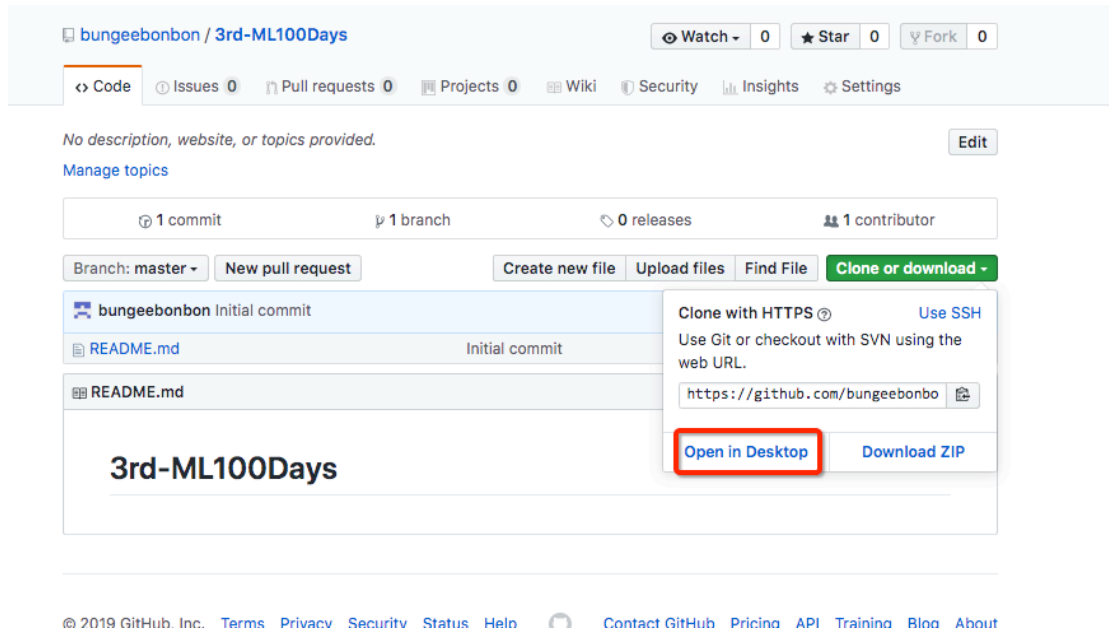 bungeebonbon / 3rd-ML100Days
Watch 0 Star 0 Fork 0
Code Issues 0 Pull requests 0 Projects 0 Wiki Security Insights Settings
No description, website, or topics provided. Edit
Manage topics
1 commit 1 branch 0 releases 1 contributor
Branch: master New pull request Create new file Upload files Find File Clone or download
bungeebonbon Initial commit
README.md Initial commit
README.md
3rd-ML100Days
Clone with HTTPS Use SSH
Use Git or checkout with SVN using the
web URL.
https://github.com/bungeebonbo
Open in Desktop Download ZIP
© 2019 GitHub, Inc. Terms Privacy Security Status Help Contact GitHub Pricing API Training Blog About